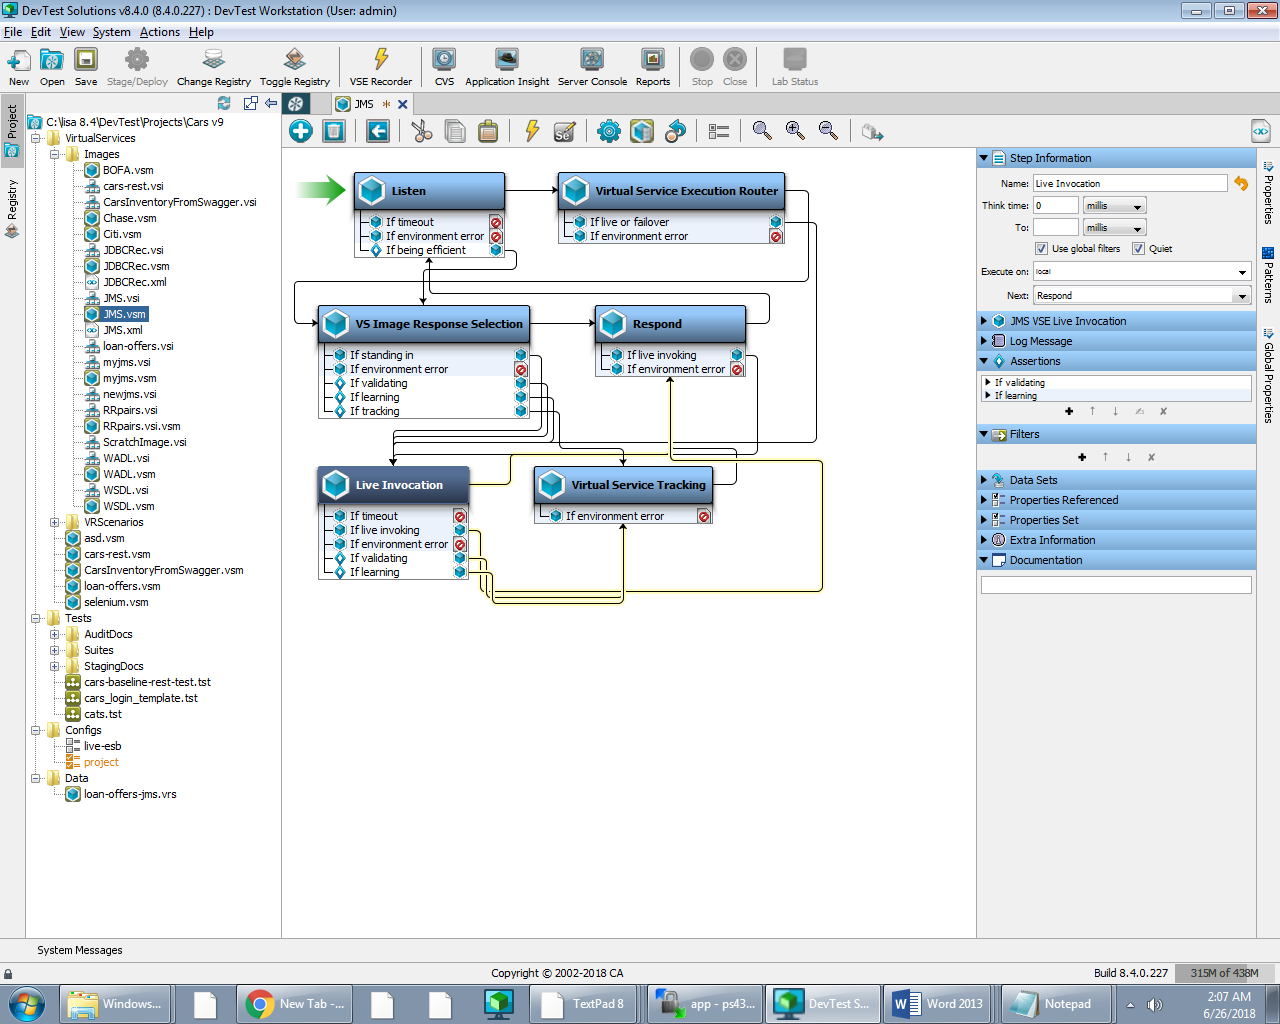 DevTest Solutions v8.4.0 (8.4.0.227) : DevTest Workstation (User: admin)
File Edit View System Actions Help
New Open Save Stage/Deploy Change Registry Toggle Registry VSE Recorder CVS Application Insight Server Console Reports Stop Close Lab Status
Project
Registry
C:\lisa 8.4\DevTest\Projects\Cars v9
VirtualServices
Images
BOFA.vsm
cars-rest.vsi
CarsInventoryFromSwagger.vsi
Chase.vsm
Citi.vsm
JDBCRec.vsi
JDBCRec.vsm
JDBCRec.xml
JMS.vsi
JMS.vsm
JMS.xml
loan-offers.vsi
myjms.vsi
myjms.vsm
newjms.vsi
RRpairs.vsi
RRpairs.vsi.vsm
ScratchImage.vsi
WADL.vsi
WADL.vsm
WSDL.vsi
WSDL.vsm
VRScenarios
asd.vsm
cars-rest.vsm
CarsInventoryFromSwagger.vsm
loan-offers.vsm
selenium.vsm
Tests
AuditDocs
Suites
StagingDocs
cars-baseline-rest-test.tst
cars_login_template.tst
cats.tst
Configs
live-esb
project
Data
loan-offers-jms.vrs
JMS *
Listen
If timeout
If environment error
If being efficient
Virtual Service Execution Router
If live or failover
If environment error
VS Image Response Selection
If standing in
If environment error
If validating
If learning
If tracking
Respond
If live invoking
If environment error
Live Invocation
If timeout
If live invoking
If environment error
If validating
If learning
Virtual Service Tracking
If environment error
Step Information
Name: Live Invocation
Think time: 0 millis
To: millis
Use global filters Quiet
Execute on: local
Next: Respond
JMS VSE Live Invocation
Log Message
Assertions
If validating
If learning
Filters
Data Sets
Properties Referenced
Properties Set
Extra Information
Documentation
Properties
Patterns
Global Properties
System Messages
Copyright © 2002-2018 CA
Build 8.4.0.227 315M of 438M
Windows... New Tab -... TextPad 8 app - ps43... DevTest S... Word 2013 Notepad
2:07 AM
6/26/2018